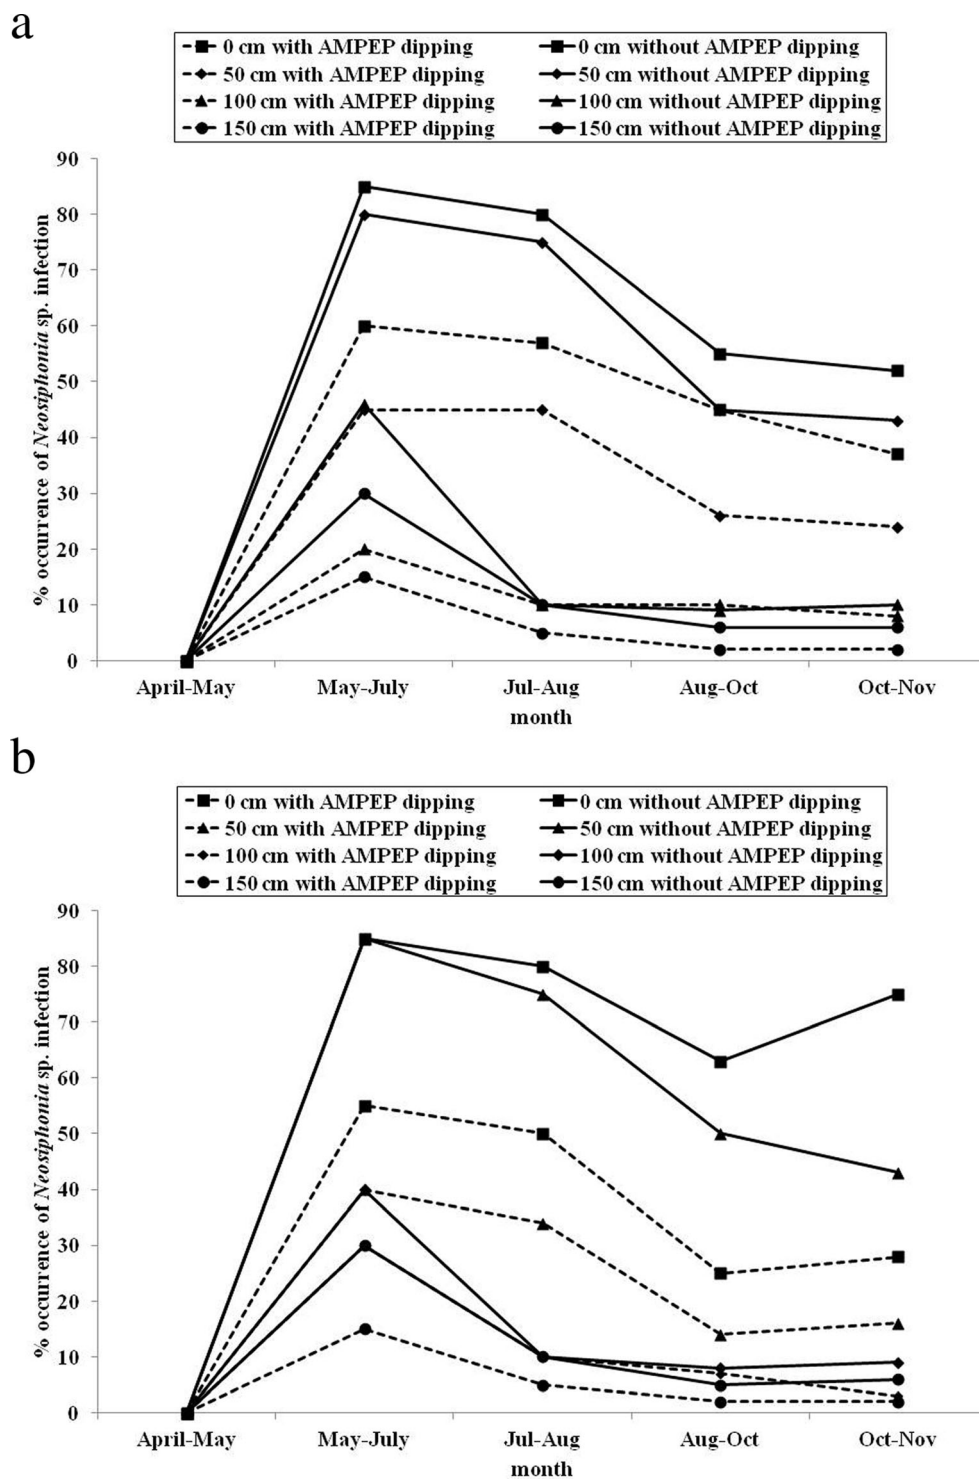 a
0 cm with AMPEP dipping 0 cm without AMPEP dipping
50 cm with AMPEP dipping 50 cm without AMPEP dipping
100 cm with AMPEP dipping 100 cm without AMPEP dipping
150 cm with AMPEP dipping 150 cm without AMPEP dipping
% occurrence of Neosiphonia sp. infection
90
80
70
60
50
40
30
20
10
0
April-May May-July Jul-Aug Aug-Oct Oct-Nov
month
b
0 cm with AMPEP dipping 0 cm without AMPEP dipping
50 cm with AMPEP dipping 50 cm without AMPEP dipping
100 cm with AMPEP dipping 100 cm without AMPEP dipping
150 cm with AMPEP dipping 150 cm without AMPEP dipping
% occurrence of Neosiphonia sp. infection
90
80
70
60
50
40
30
20
10
0
April-May May-July Jul-Aug Aug-Oct Oct-Nov
month